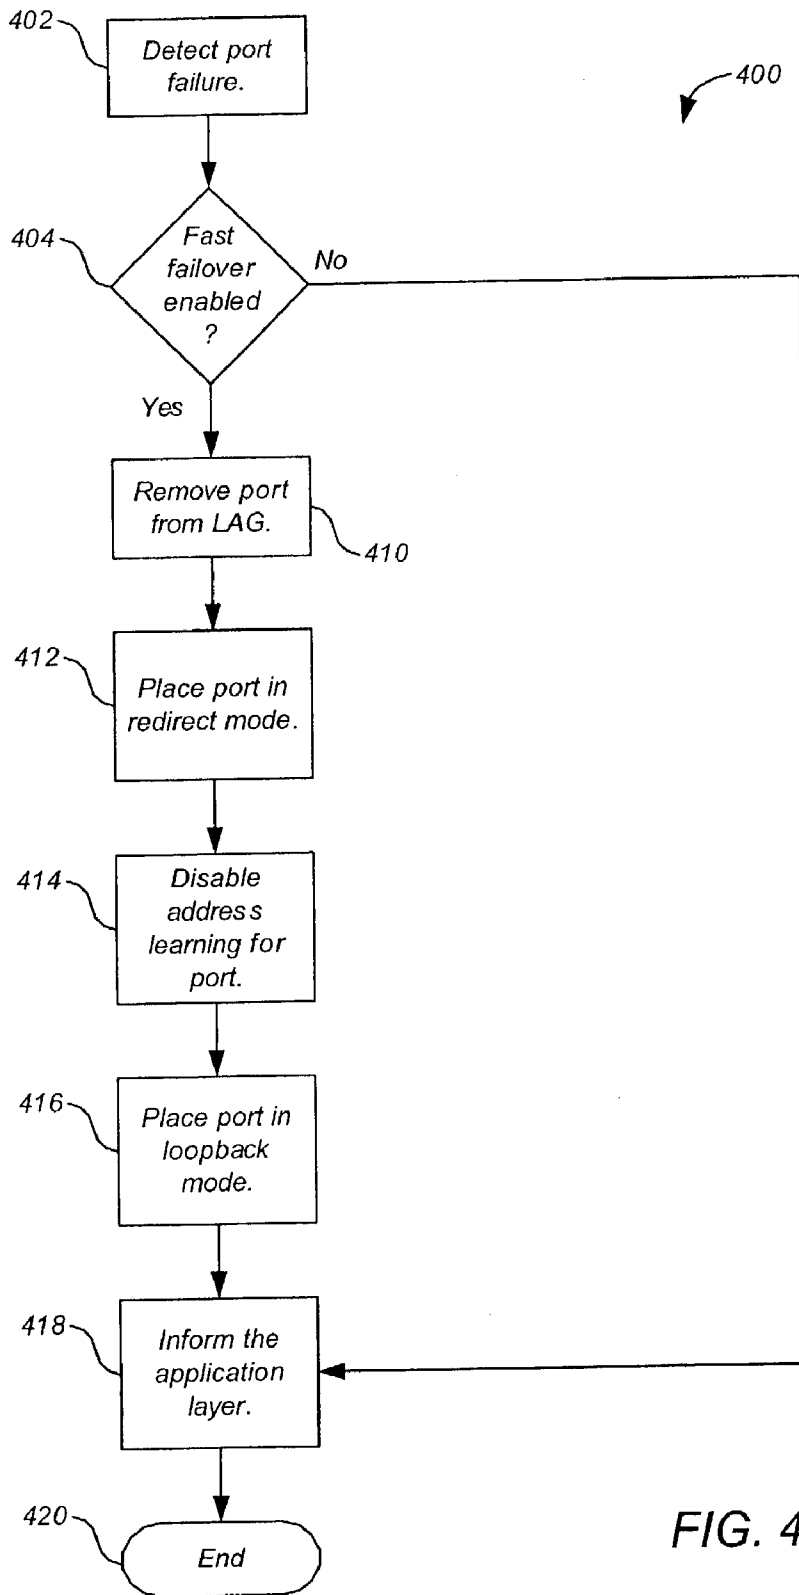 402
Detect port
failure.
400
404
Fast
failover
enabled
?
No
Yes
Remove port
from LAG.
410
412
Place port in
redirect mode.
414
Disable
address
learning for
port.
416
Place port in
loopback
mode.
418
Inform the
application
layer.
420
End
FIG. 4